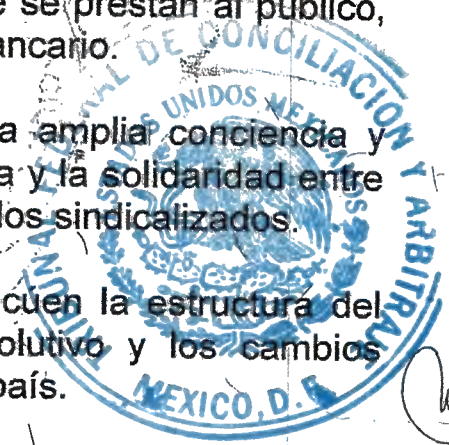 se prestan al público,
ancario.
a amplia conciencia y
a y la solidaridad entre
los sindicalizados.
cuen la estructura del
olutivo y los cambios
país.
TRIBUNAL FEDERAL DE CONCILIACION Y ARBITRAJE
ESTADOS UNIDOS MEXICANOS
MEXICO, D.F.